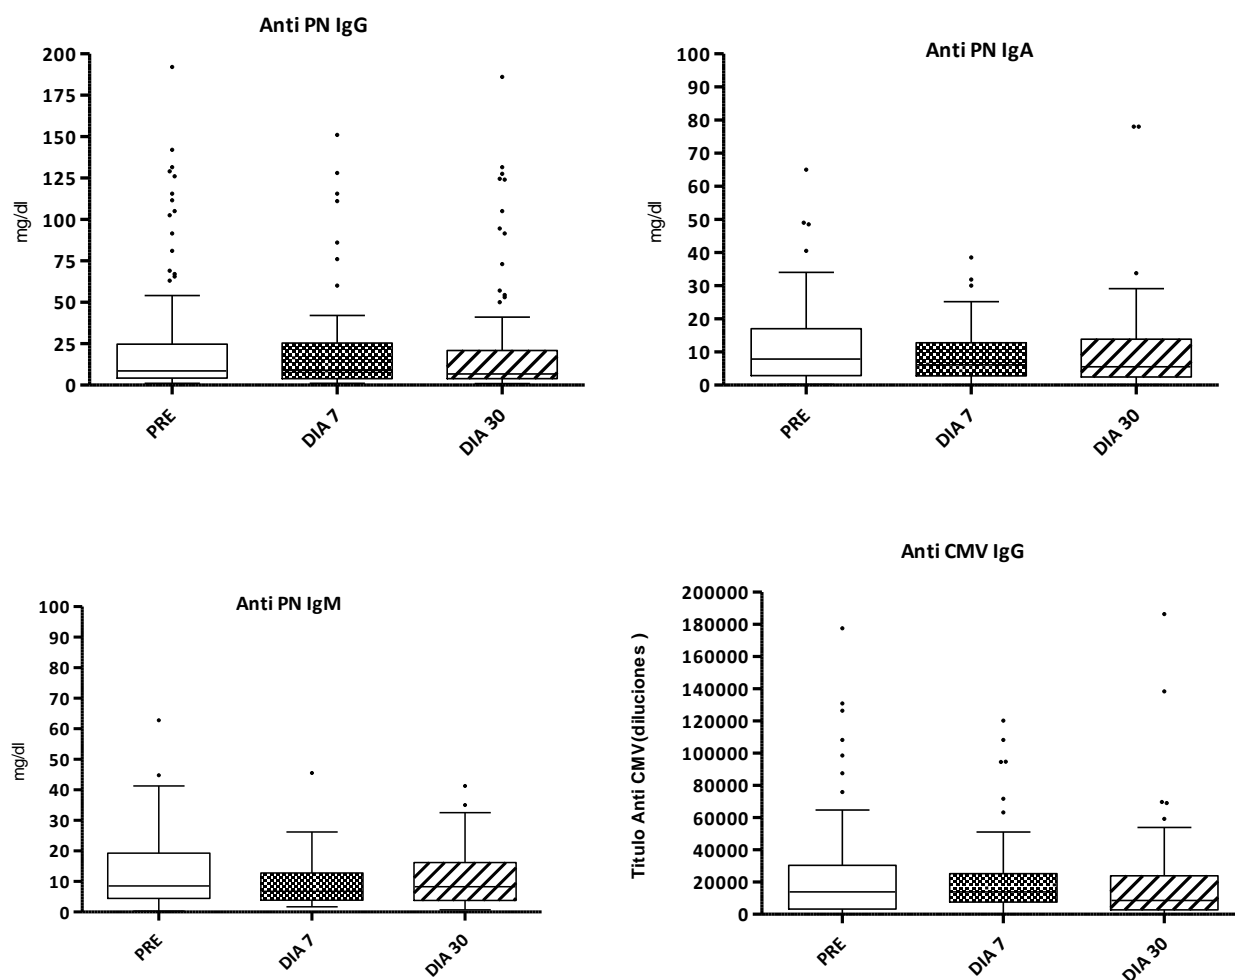 Anti PN IgG
200
175
150
125
100
75
50
25
0
mg/dl
PRE
DIA 7
DIA 30
Anti PN IgA
100
90
80
70
60
50
40
30
20
10
0
mg/dl
PRE
DIA 7
DIA 30
Anti PN IgM
100
90
80
70
60
50
40
30
20
10
0
mg/dl
PRE
DIA 7
DIA 30
Anti CMV IgG
200000
180000
160000
140000
120000
100000
80000
60000
40000
20000
0
Titulo Anti CMV(diluciones )
PRE
DIA 7
DIA 30